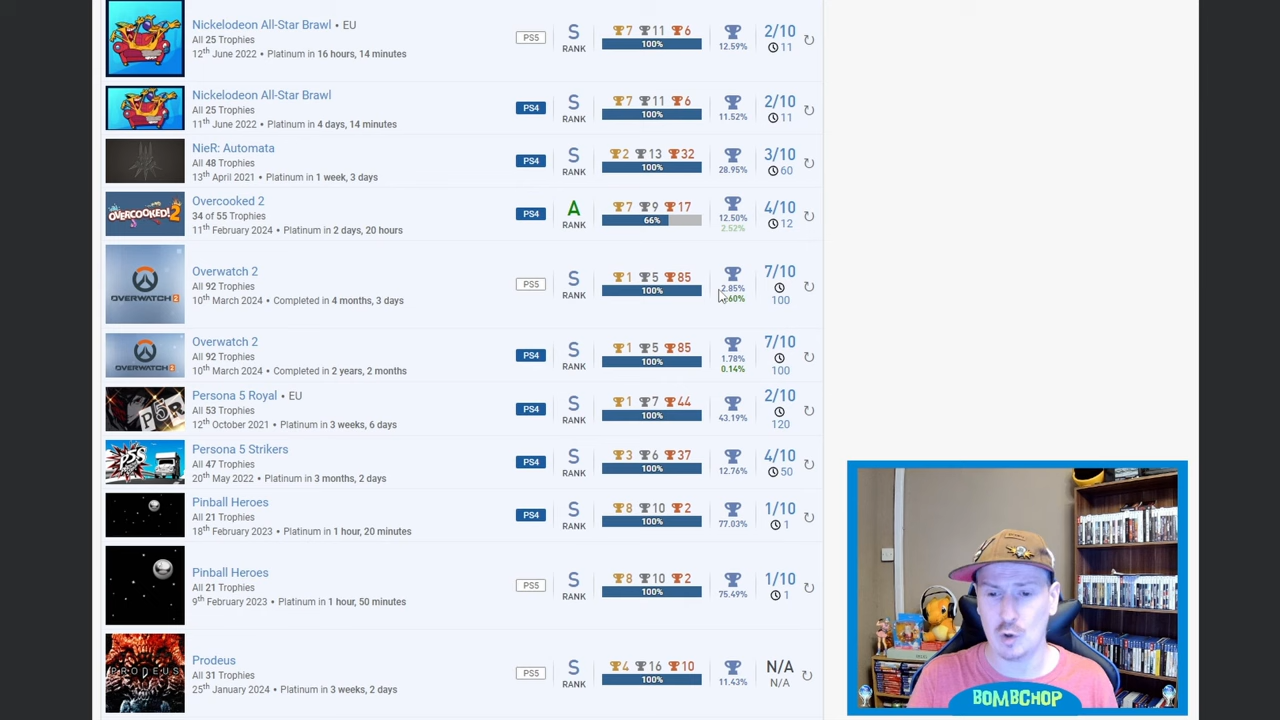 Nickelodeon All-Star Brawl • EU
All 25 Trophies
12th June 2022 • Platinum in 16 hours, 14 minutes
PS5
S
RANK
7 11 6
100%
12.59%
2/10
11
Nickelodeon All-Star Brawl
All 25 Trophies
11th June 2022 • Platinum in 4 days, 14 minutes
PS4
S
RANK
7 11 6
100%
11.52%
2/10
11
NieR: Automata
All 48 Trophies
13th April 2021 • Platinum in 1 week, 3 days
PS4
S
RANK
2 13 32
100%
28.95%
3/10
60
OVERCOOKED! 2
Overcooked 2
34 of 55 Trophies
11th February 2024 • Platinum in 2 days, 20 hours
PS4
A
RANK
7 9 17
66%
12.50%
2.52%
4/10
12
OVERWATCH 2
Overwatch 2
All 92 Trophies
10th March 2024 • Completed in 4 months, 3 days
PS5
S
RANK
1 5 85
100%
2.85%
7/10
100
OVERWATCH 2
Overwatch 2
All 92 Trophies
10th March 2024 • Completed in 2 years, 2 months
PS4
S
RANK
1 5 85
100%
1.78%
0.14%
7/10
100
P5R
Persona 5 Royal • EU
All 53 Trophies
12th October 2021 • Platinum in 3 weeks, 6 days
PS4
S
RANK
1 7 44
100%
43.19%
2/10
120
P5S
Persona 5 Strikers
All 47 Trophies
20th May 2022 • Platinum in 3 months, 2 days
PS4
S
RANK
3 6 37
100%
12.76%
4/10
50
Pinball Heroes
All 21 Trophies
18th February 2023 • Platinum in 1 hour, 20 minutes
PS4
S
RANK
8 10 2
100%
77.03%
1/10
1
Pinball Heroes
All 21 Trophies
9th February 2023 • Platinum in 1 hour, 50 minutes
PS5
S
RANK
8 10 2
100%
75.49%
1/10
1
PRODEUS
Prodeus
All 31 Trophies
25th January 2024 • Platinum in 3 weeks, 2 days
PS5
S
RANK
4 16 10
100%
11.43%
N/A
N/A
BOMBCHOP